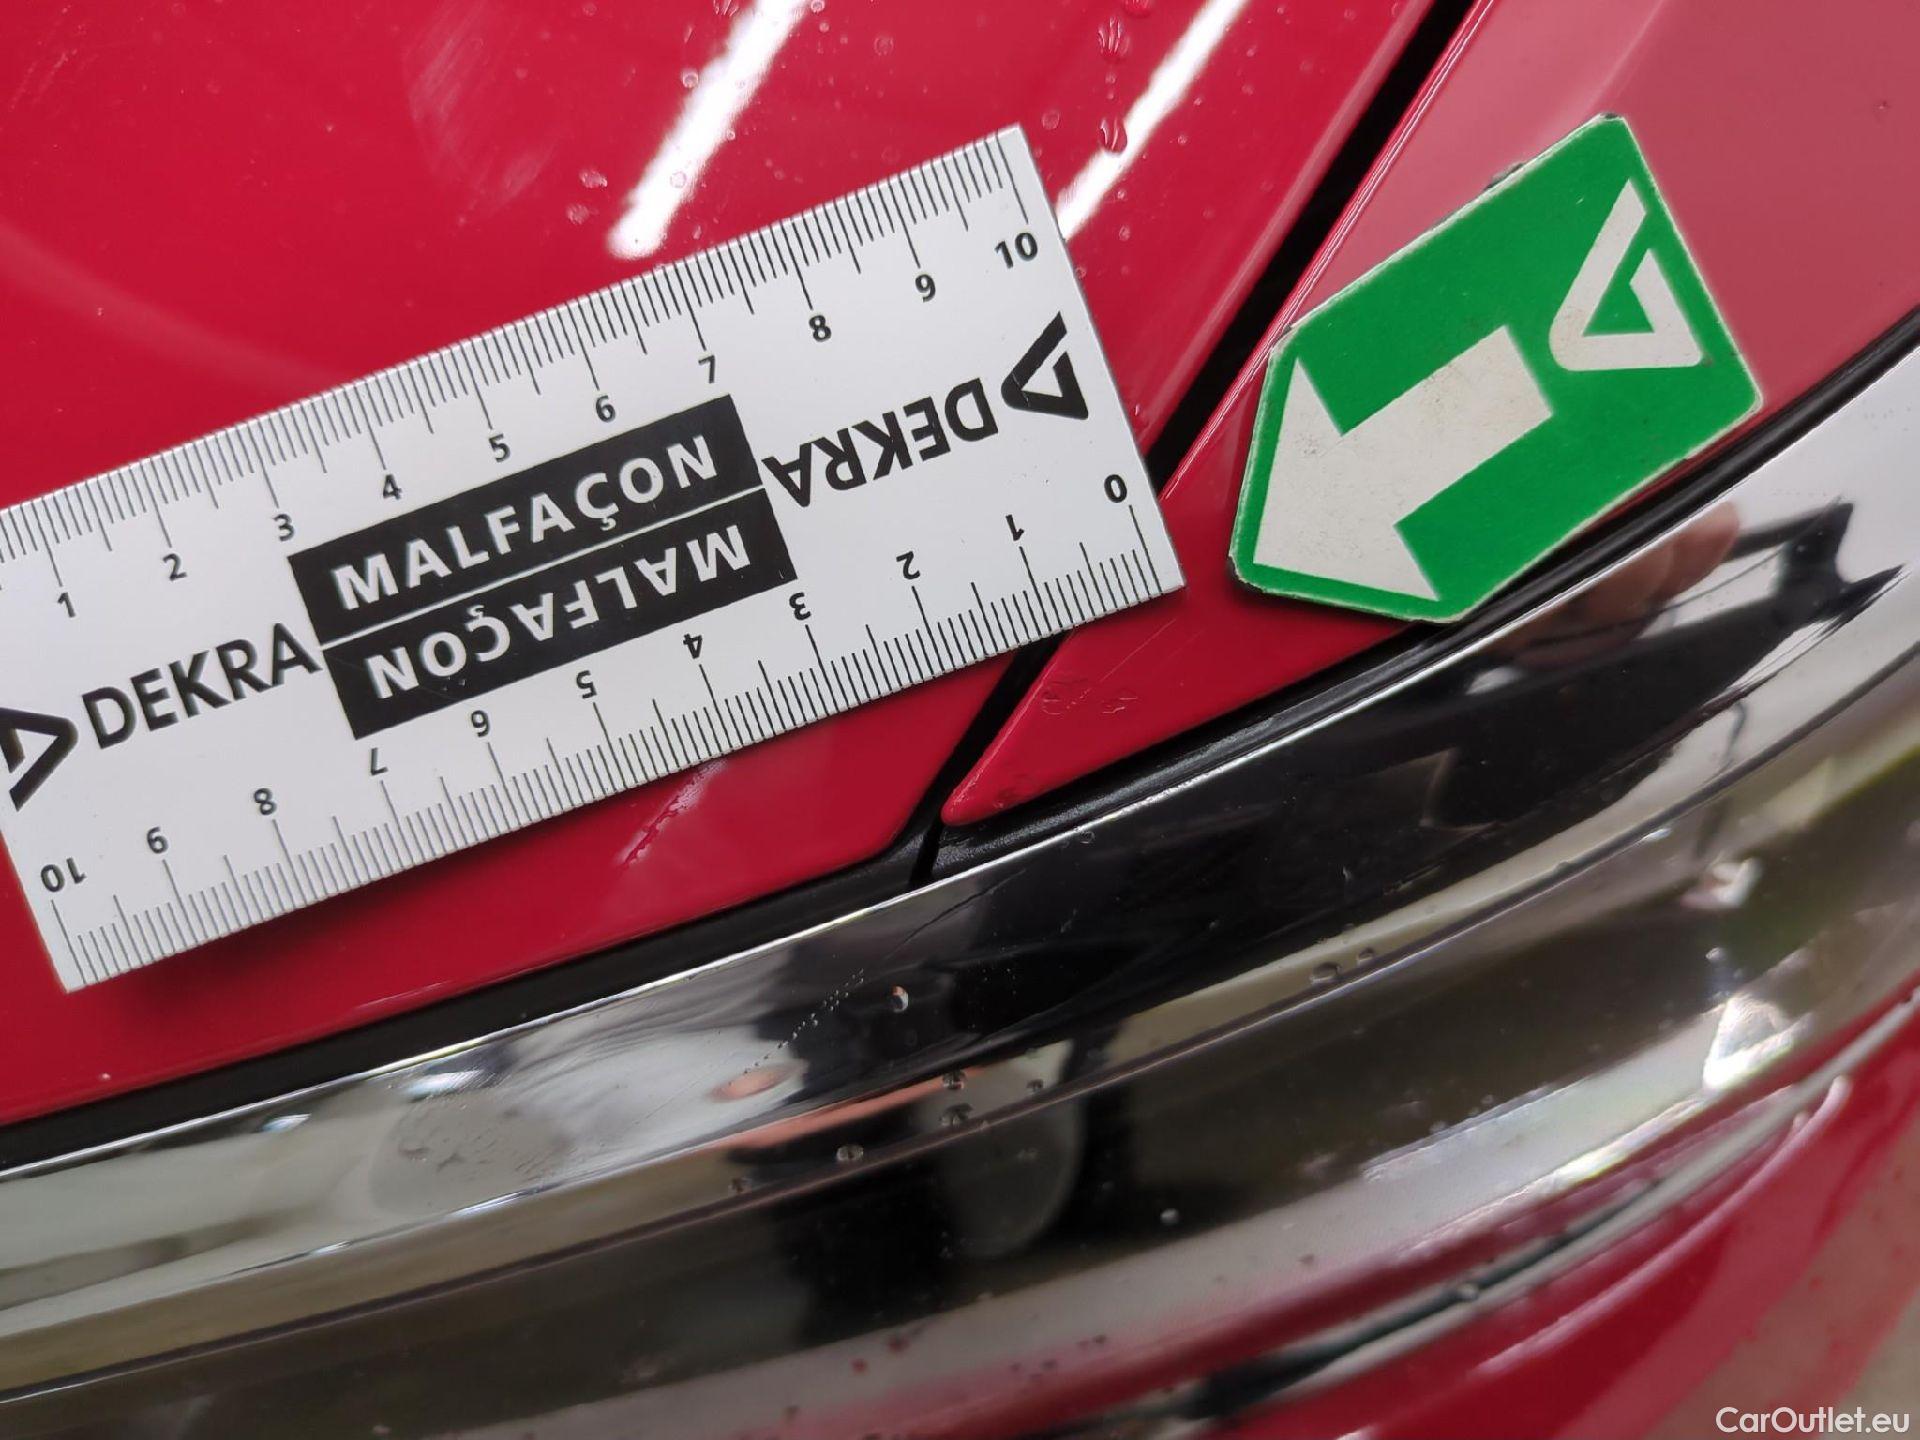 1 2 3 4 5 6 7 8 9 10
MALFAÇON
DEKRA
0 1 2 3 4 5 6 7 8 9 10
MALFAÇON
DEKRA
CarOutlet.eu